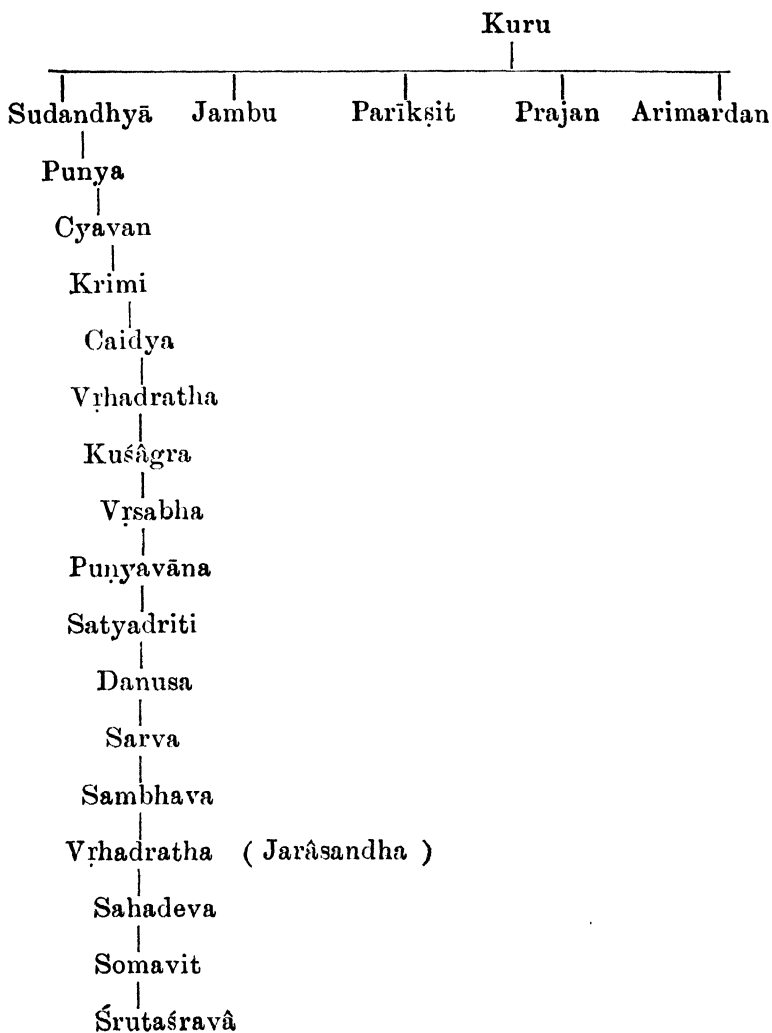 Kuru
Sudandhyā Jambu Parīkṣit Prajan Arimardan
Punya
Cyavan
Krimi
Caidya
Vṛhadratha
Kuśâgra
Vṛsabha
Puṇyavāna
Satyadriti
Danusa
Sarva
Sambhava
Vṛhadratha ( Jarâsandha )
Sahadeva
Somavit
Śrutaśravâ